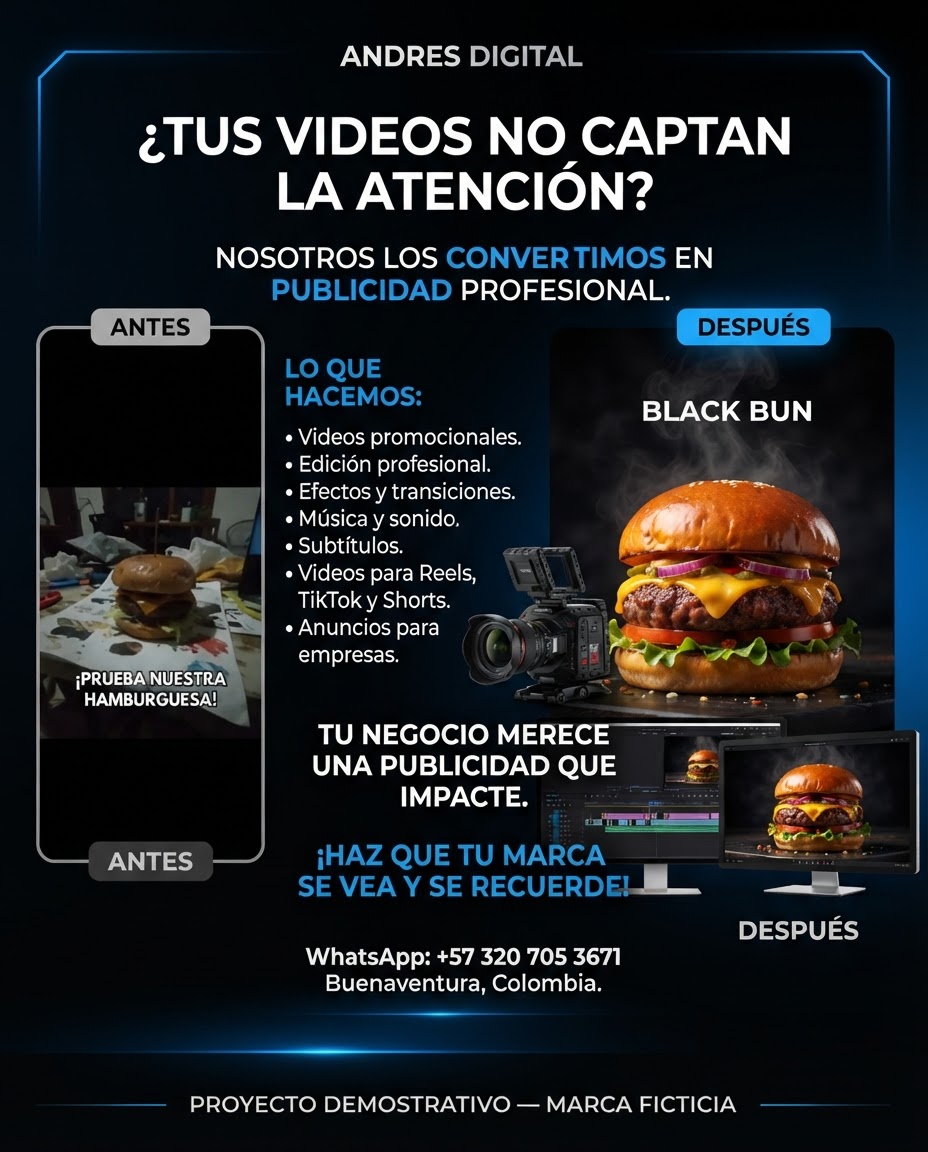 ANDRES DIGITAL
¿TUS VIDEOS NO CAPTAN
LA ATENCIÓN?
NOSOTROS LOS CONVERTIMOS EN
PUBLICIDAD PROFESIONAL.
ANTES
¡PRUEBA NUESTRA
HAMBURGUESA!
ANTES
LO QUE
HACEMOS:
• Videos promocionales.
• Edición profesional.
• Efectos y transiciones.
• Música y sonido.
• Subtítulos.
• Videos para Reels,
TikTok y Shorts.
• Anuncios para
empresas.
DESPUÉS
BLACK BUN
TU NEGOCIO MERECE
UNA PUBLICIDAD QUE
IMPACTE.
¡HAZ QUE TU MARCA
SE VEA Y SE RECUERDE!
DESPUÉS
WhatsApp: +57 320 705 3671
Buenaventura, Colombia.
PROYECTO DEMOSTRATIVO — MARCA FICTICIA